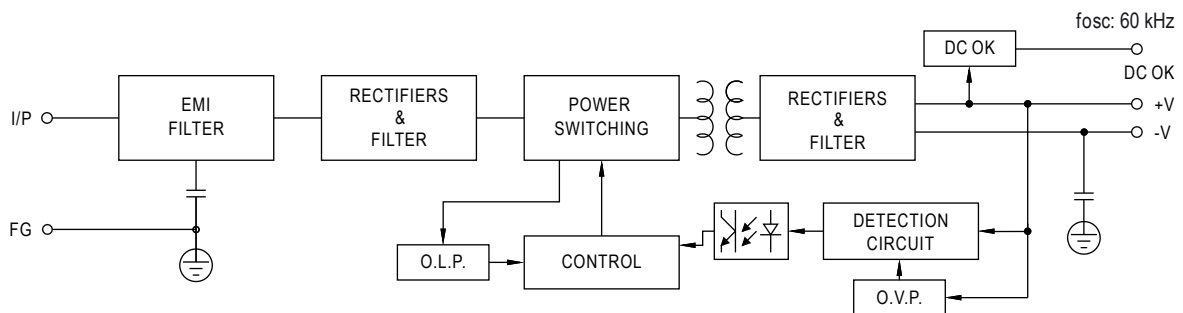 fosc: 60 kHz
DC OK
DC OK
EMI
FILTER
RECTIFIERS
&
FILTER
POWER
SWITCHING
RECTIFIERS
&
FILTER
I/P
+V
-V
FG
O.L.P.
CONTROL
DETECTION
CIRCUIT
O.V.P.